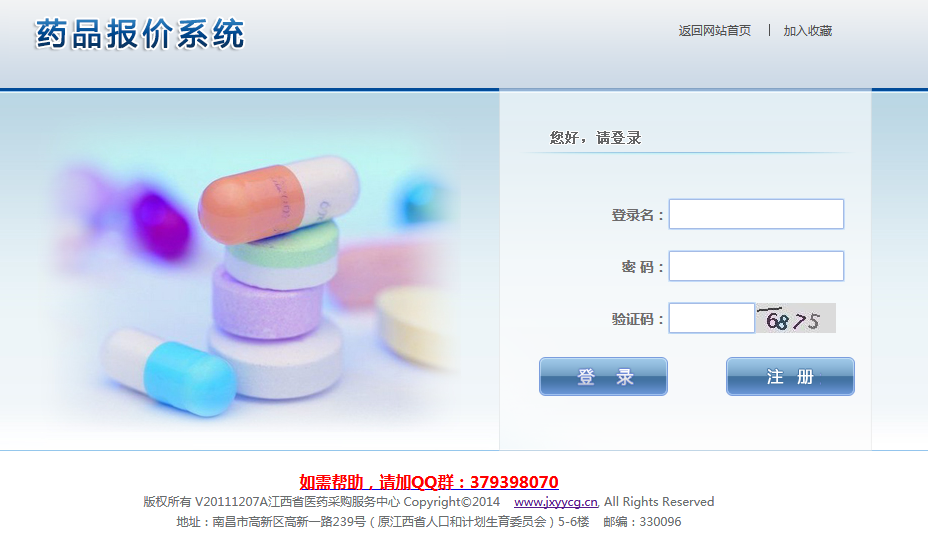 药品报价系统
返回网站首页 | 加入收藏
您好，请登录
登录名：
密 码：
验证码： 6875
登 录 注 册
如需帮助，请加QQ群：379398070
版权所有 V20111207A江西省医药采购服务中心 Copyright©2014 www.jxyycg.cn, All Rights Reserved
地址：南昌市高新区高新一路239号（原江西省人口和计划生育委员会）5-6楼 邮编：330096